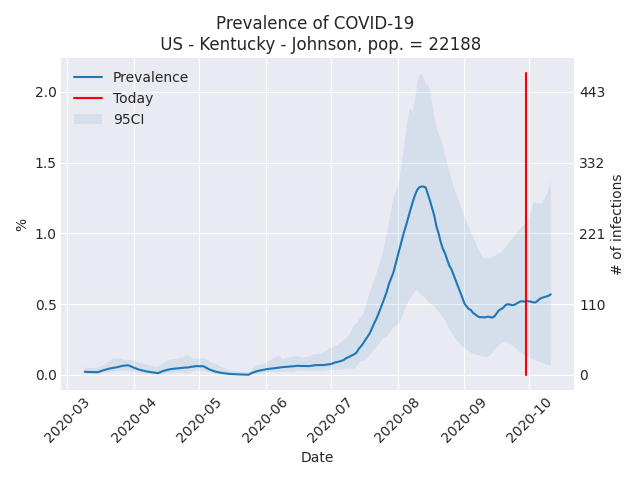 Prevalence of COVID-19
US - Kentucky - Johnson, pop. = 22188
Prevalence
Today
95CI
2.0
1.5
1.0
0.5
0.0
%
443
332
221
110
0
# of infections
2020-03
2020-04
2020-05
2020-06
2020-07
2020-08
2020-09
2020-10
Date